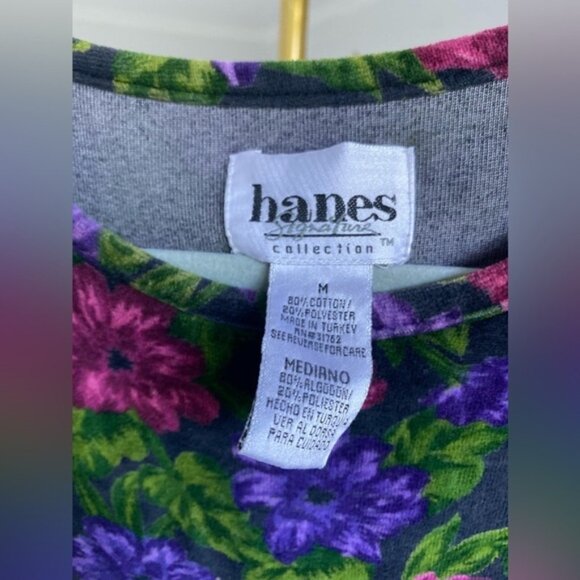 hanes
Signature
collection™
M
80% COTTON/
20% POLYESTER
MADE IN TURKEY
RN# 31762
SEE REVERSE FOR CARE
MEDIANO
80% ALGODON/
20% POLIESTER
HECHO EN TURQUIA
VER AL DORSO
PARA CUIDADO